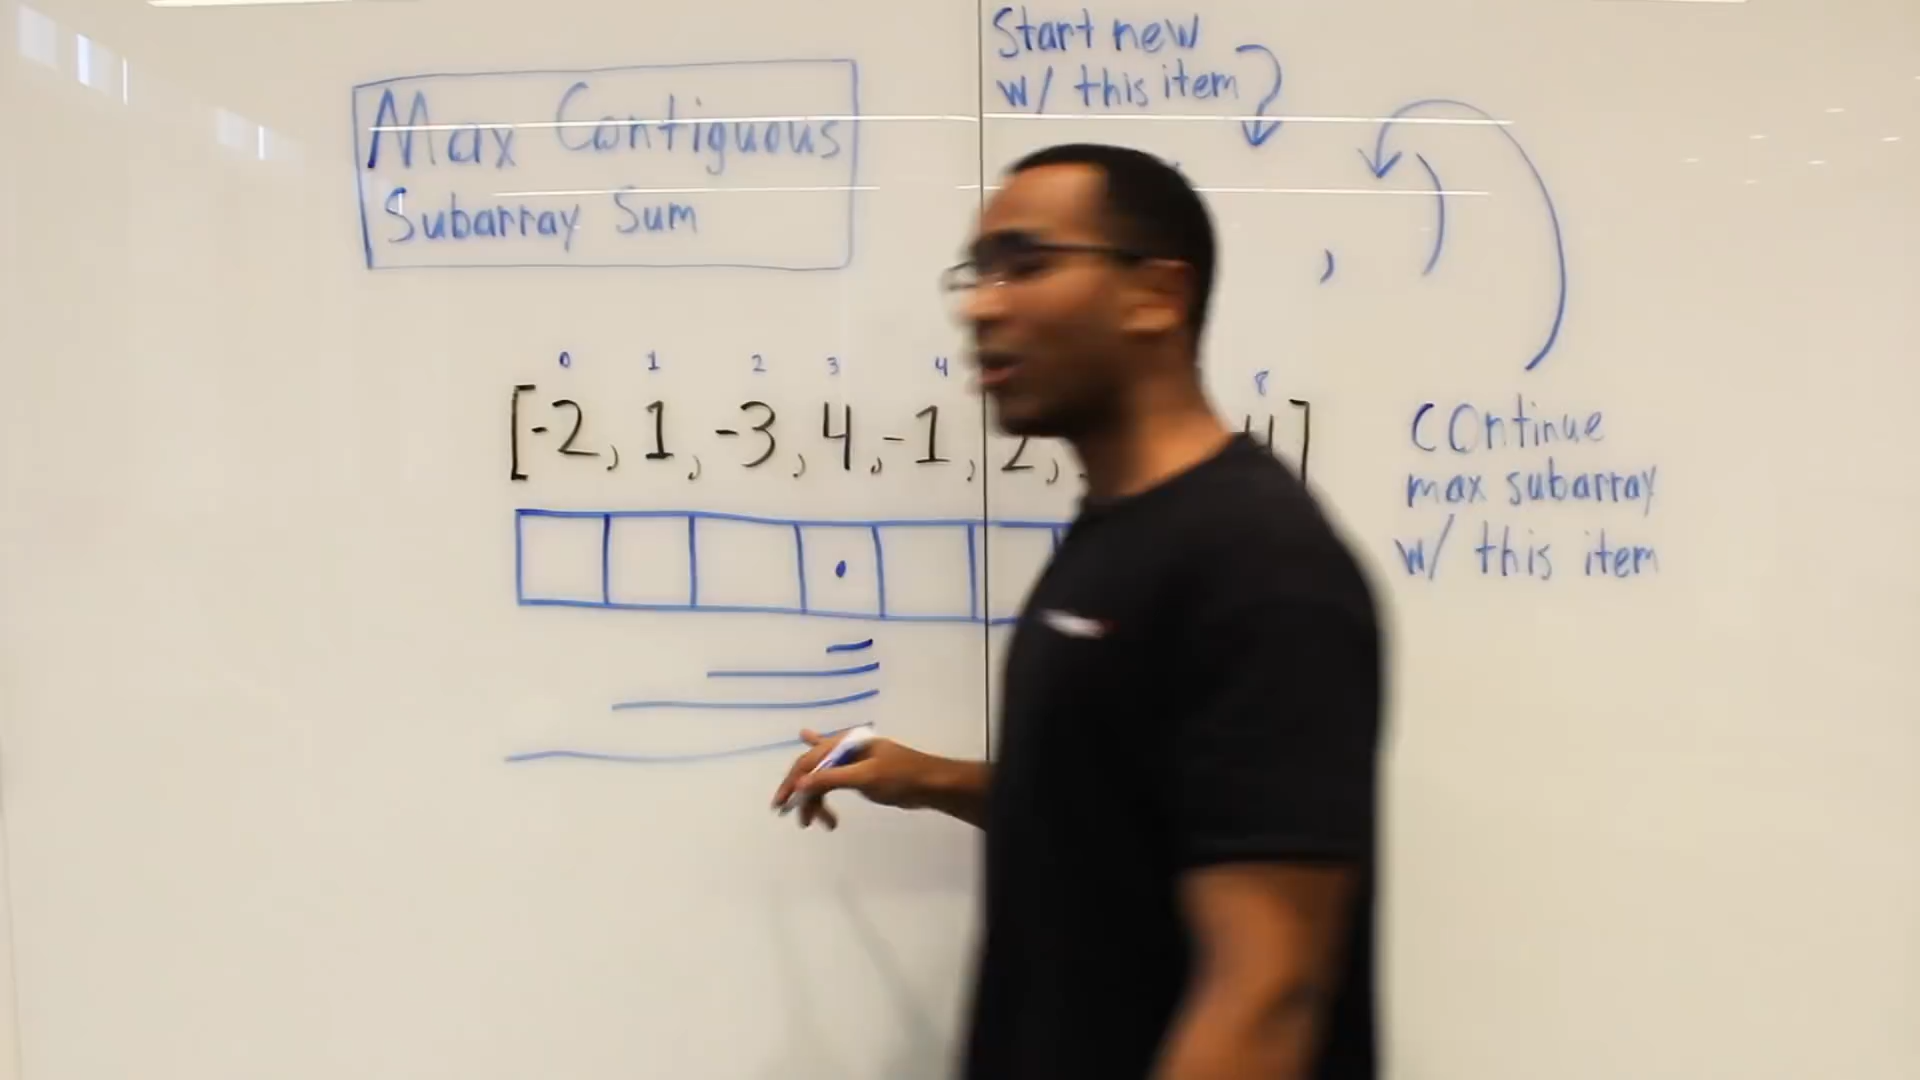 Start new
w/ this item
Max Contiguous
Subarray Sum
,
0 1 2 3 4 8
[-2, 1, -3, 4, -1, 2, 4]
continue
max subarray
w/ this item